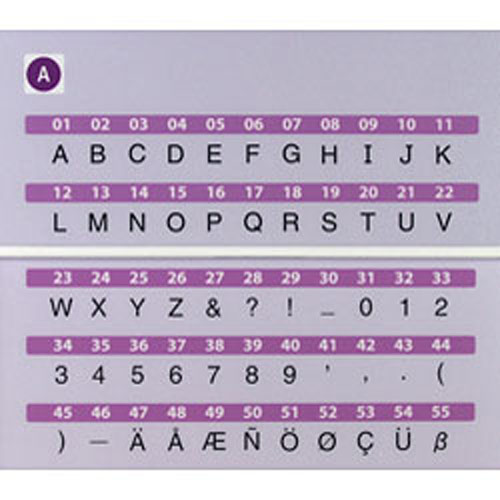 A
01 02 03 04 05 06 07 08 09 10 11
A B C D E F G H I J K
12 13 14 15 16 17 18 19 20 21 22
L M N O P Q R S T U V
23 24 25 26 27 28 29 30 31 32 33
W X Y Z & ? ! _ 0 1 2
34 35 36 37 38 39 40 41 42 43 44
3 4 5 6 7 8 9 ' , . (
45 46 47 48 49 50 51 52 53 54 55
) — Ä Å Æ Ñ Ö Ø Ç Ü ß